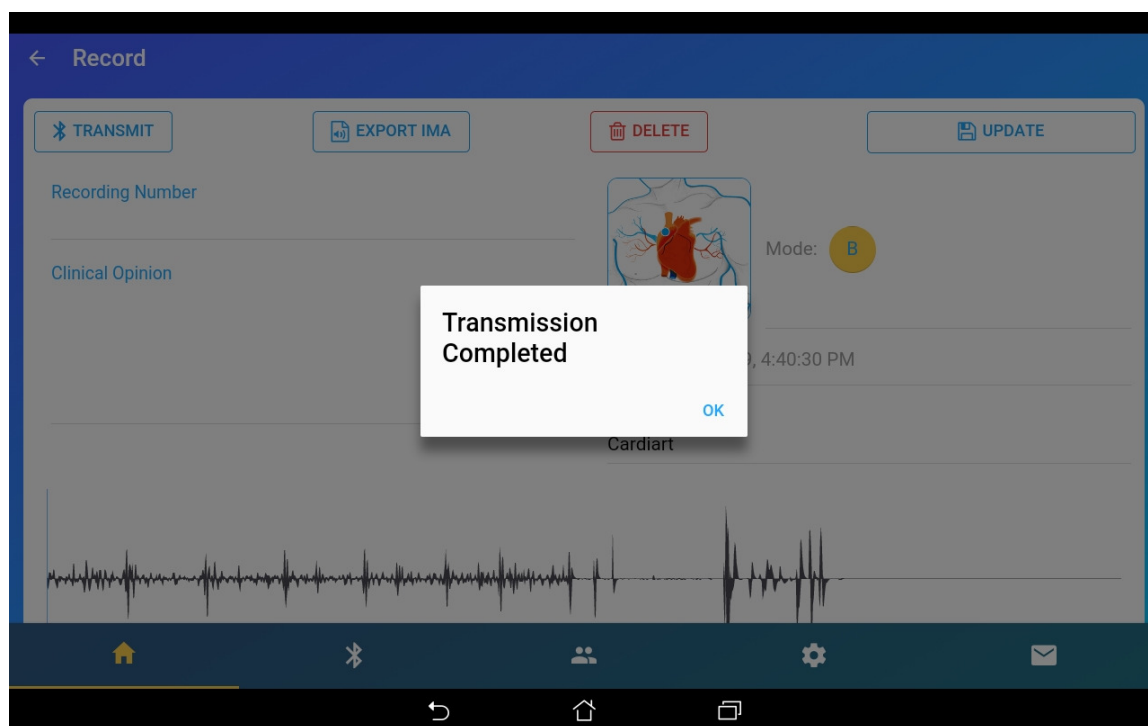 Record
TRANSMIT
EXPORT IMA
DELETE
UPDATE
Recording Number
Mode: B
Clinical Opinion
Transmission
Completed
, 4:40:30 PM
OK
Cardiart